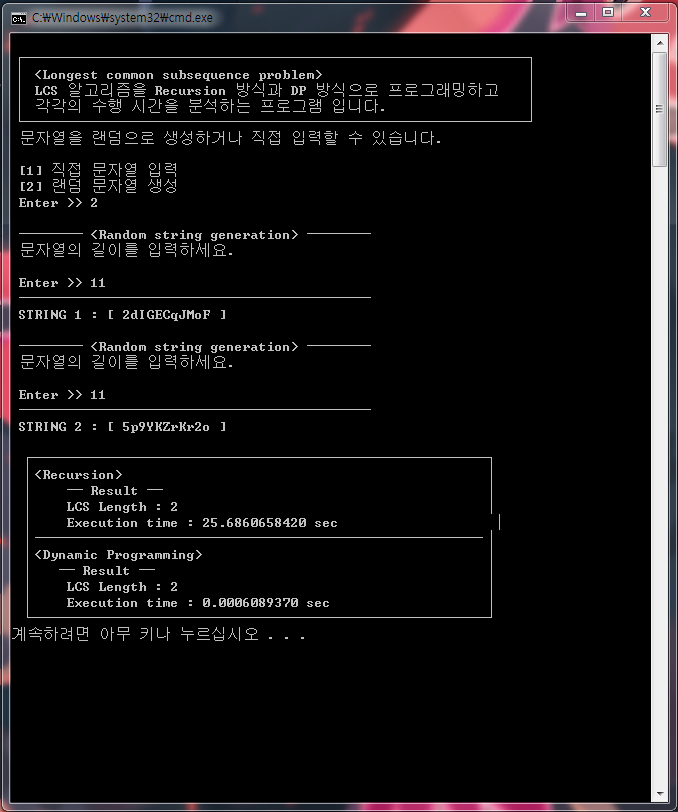 C:\Windows\system32\cmd.exe
<Longest common subsequence problem>
LCS 알고리즘을 Recursion 방식과 DP 방식으로 프로그래밍하고
각각의 수행 시간을 분석하는 프로그램 입니다.
문자열을 랜덤으로 생성하거나 직접 입력할 수 있습니다.
[1] 직접 문자열 입력
[2] 랜덤 문자열 생성
Enter >> 2
<Random string generation>
문자열의 길이를 입력하세요.
Enter >> 11
STRING 1 : [ 2dIGECqJMoF ]
<Random string generation>
문자열의 길이를 입력하세요.
Enter >> 11
STRING 2 : [ 5p9YKZrKr2o ]
<Recursion>
── Result ──
LCS Length : 2
Execution time : 25.6860658420 sec
<Dynamic Programming>
── Result ──
LCS Length : 2
Execution time : 0.0006089370 sec
계속하려면 아무 키나 누르십시오 . . .